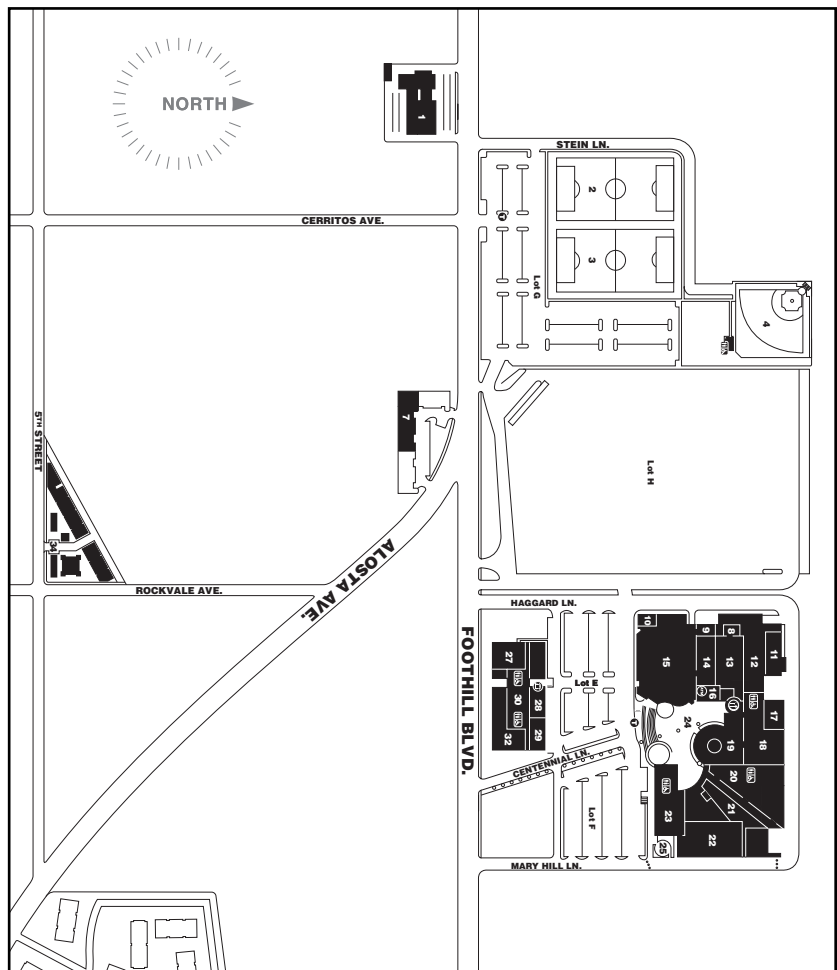 NORTH
1
STEIN LN.
2
CERRITOS AVE.
3
Lot G
4
7
5TH STREET
Lot H
34
ROCKVALE AVE.
ALOSTA AVE.
HAGGARD LN.
FOOTHILL BLVD.
10
9
8
11
15
14
13
12
27
Lot E
16
30
28
17
24
32
29
19
18
CENTENNIAL LN.
20
21
23
Lot F
22
25
MARY HILL LN.